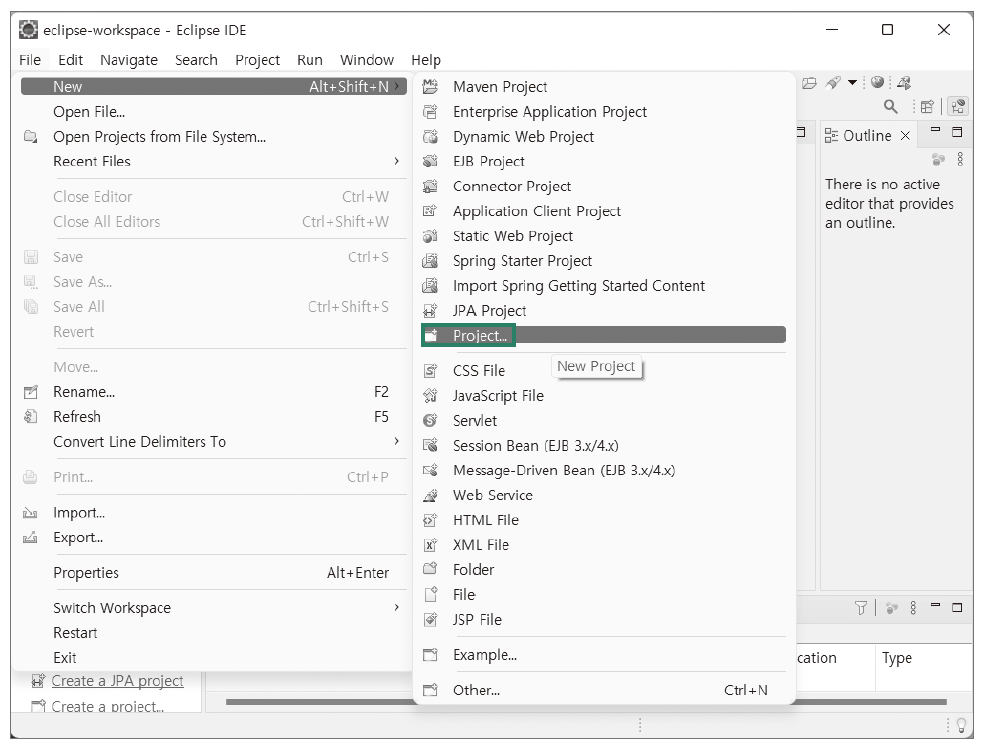 eclipse-workspace - Eclipse IDE
File Edit Navigate Search Project Run Window Help
New Alt+Shift+N
Open File...
Open Projects from File System...
Recent Files
Close Editor Ctrl+W
Close All Editors Ctrl+Shift+W
Save Ctrl+S
Save As...
Save All Ctrl+Shift+S
Revert
Move...
Rename... F2
Refresh F5
Convert Line Delimiters To
Print... Ctrl+P
Import...
Export...
Properties Alt+Enter
Switch Workspace
Restart
Exit
Maven Project
Enterprise Application Project
Dynamic Web Project
EJB Project
Connector Project
Application Client Project
Static Web Project
Spring Starter Project
Import Spring Getting Started Content
JPA Project
Project...
New Project
CSS File
JavaScript File
Servlet
Session Bean (EJB 3.x/4.x)
Message-Driven Bean (EJB 3.x/4.x)
Web Service
HTML File
XML File
Folder
File
JSP File
Example...
Other... Ctrl+N
Outline
There is no active
editor that provides
an outline.
cation Type
Create a JPA project
Create a project...